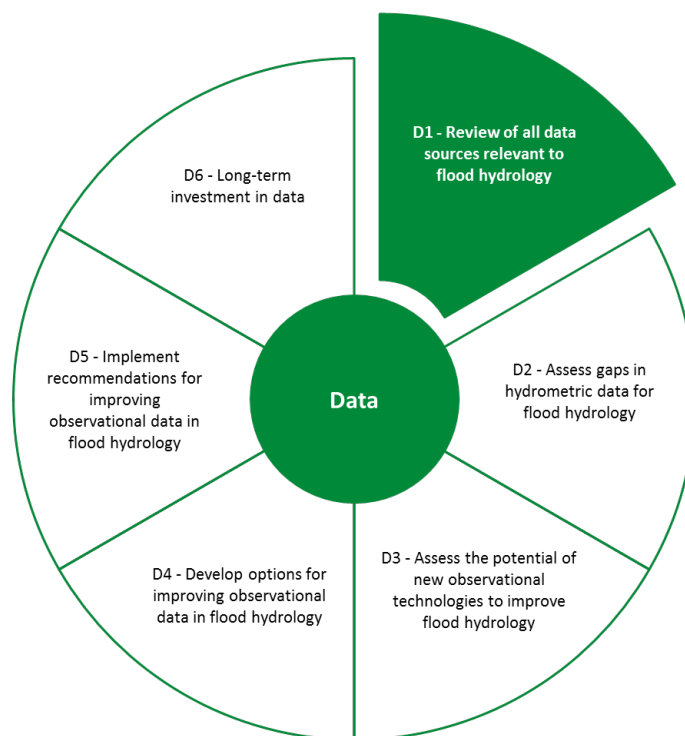 D1 - Review of all data
sources relevant to
flood hydrology
D2 - Assess gaps in
hydrometric data for
flood hydrology
D3 - Assess the potential of
new observational
technologies to improve
flood hydrology
D4 - Develop options for
improving observational
data in flood hydrology
D5 - Implement
recommendations for
improving
observational data in
flood hydrology
D6 - Long-term
investment in data
Data